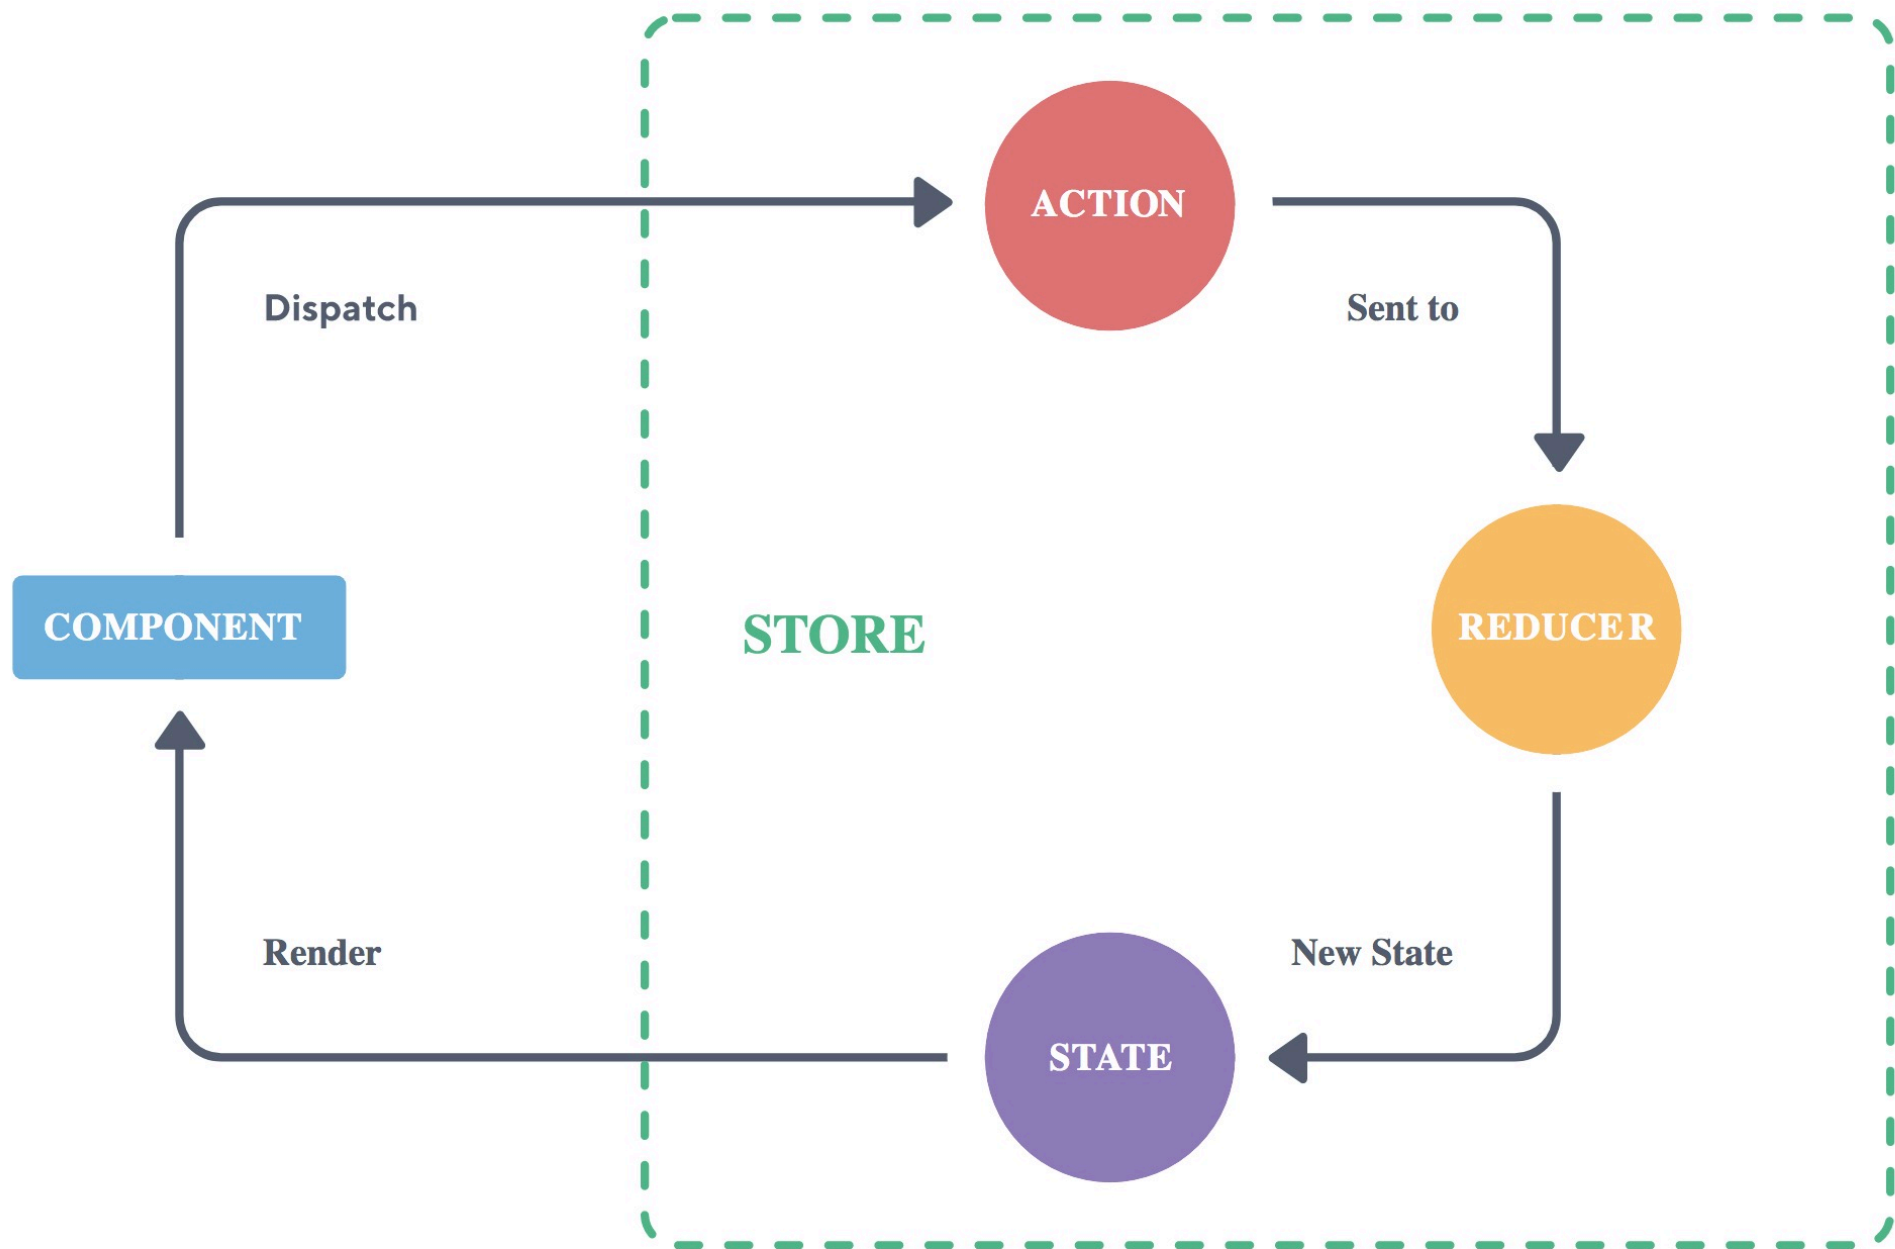 ACTION
Dispatch
Sent to
COMPONENT
STORE
REDUCER
Render
New State
STATE